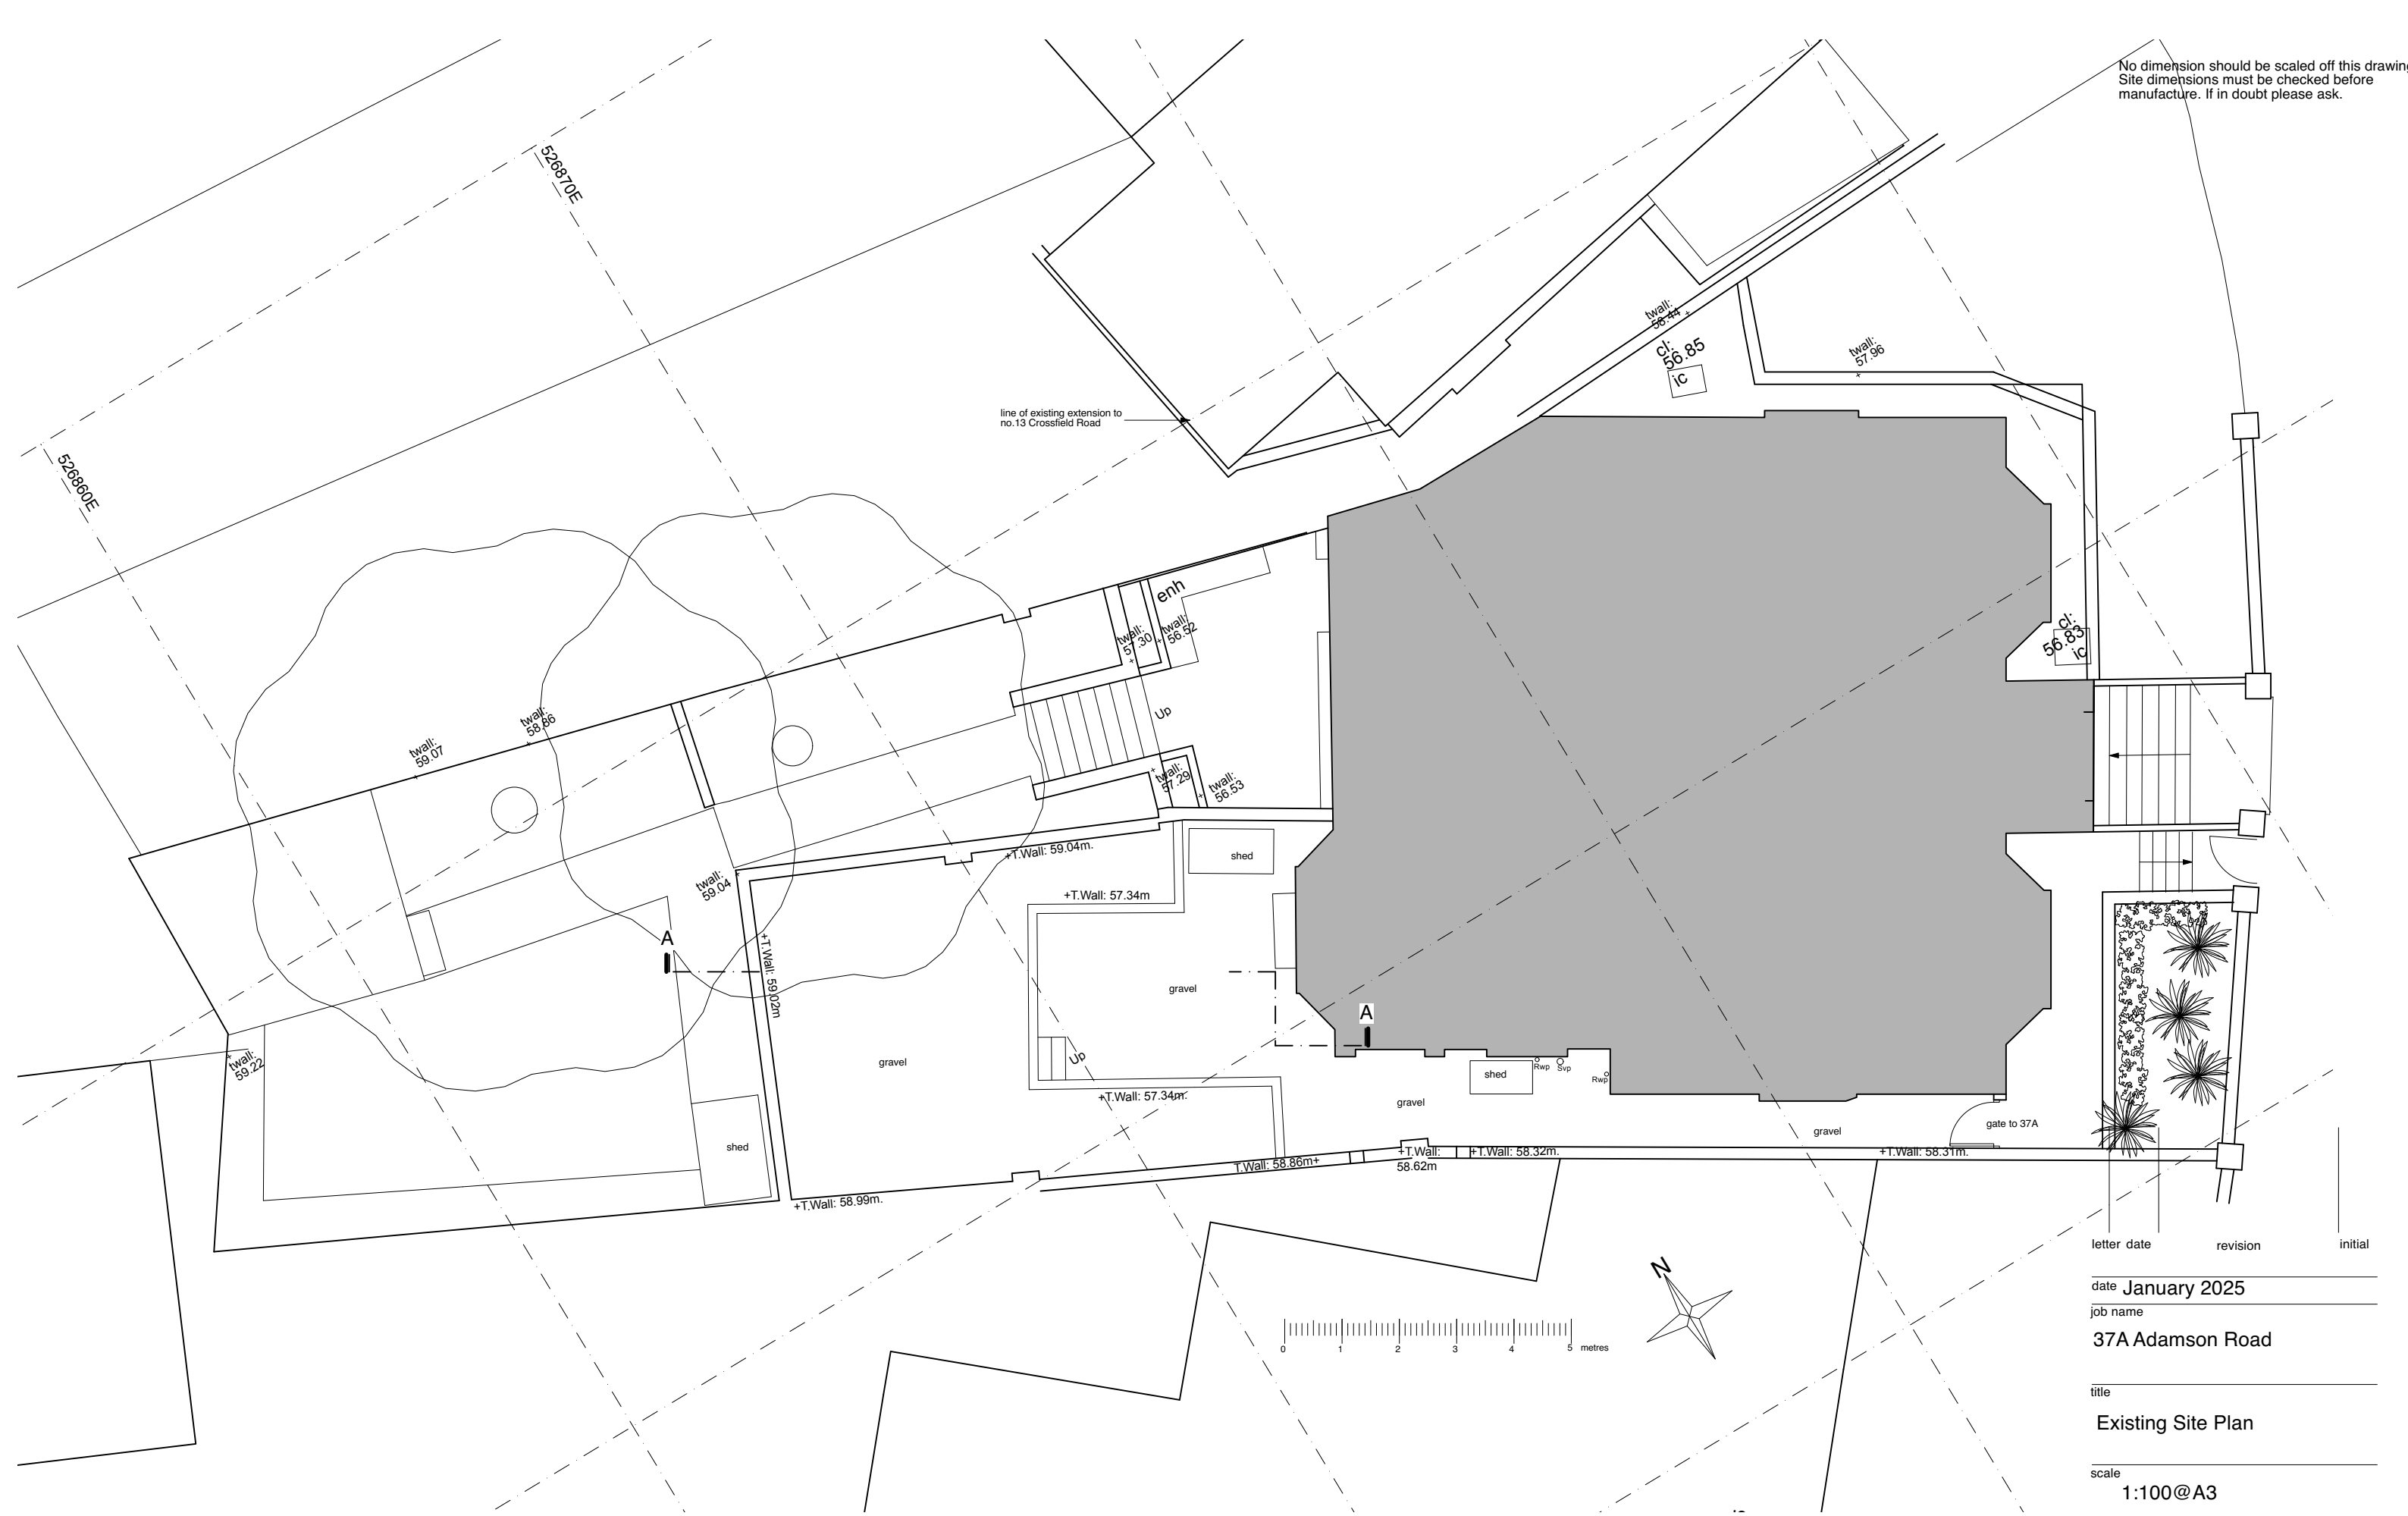 No dimension should be scaled off this drawing
Site dimensions must be checked before
manufacture. If in doubt please ask.
526870E
526860E
twall:
58.44
cl:
56.85
ic
twall:
57.96
line of existing extension to
no.13 Crossfield Road
enh
twall:
57.30
twall:
56.52
cl:
56.83
ic
Up
twall:
58.86
twall:
59.07
twall:
57.29
twall:
56.53
+T.Wall: 59.04m.
shed
twall:
59.04
+T.Wall: 57.34m
A
+T.Wall: 59.02m
gravel
A
gravel
Up
twall:
59.22
shed
Rwp
Svp
Rwp
+T.Wall: 57.34m.
gravel
gravel
gate to 37A
shed
T.Wall: 58.86m+
+T.Wall:
58.62m
+T.Wall: 58.32m.
+T.Wall: 58.31m.
+T.Wall: 58.99m.
N
0 1 2 3 4 5 metres
letter date revision initial
date January 2025
job name
37A Adamson Road
title
Existing Site Plan
scale
1:100@A3